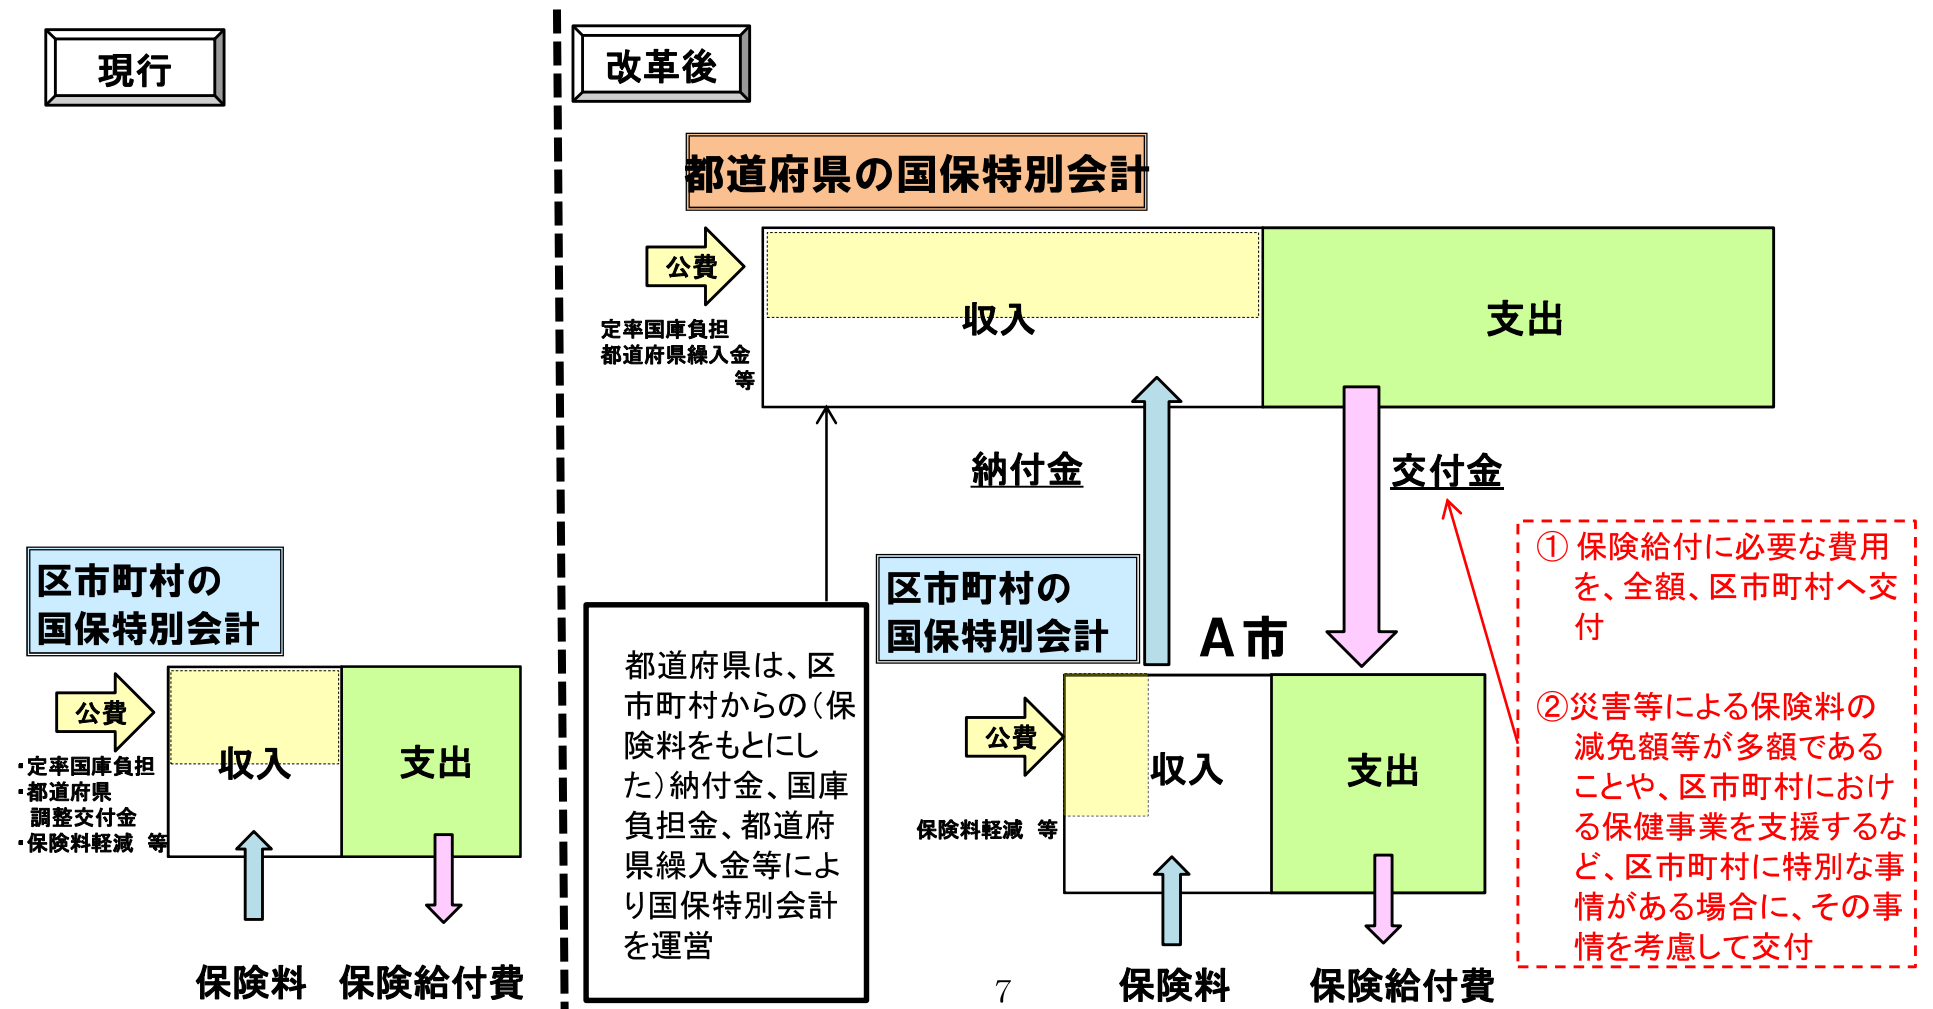 現行
区市町村の
国保特別会計
公費
・定率国庫負担
・都道府県
調整交付金
・保険料軽減 等
収入
支出
保険料
保険給付費
改革後
都道府県の国保特別会計
公費
定率国庫負担
都道府県繰入金
等
収入
支出
納付金
交付金
都道府県は、区
市町村からの（保
険料をもとにし
た）納付金、国庫
負担金、都道府
県繰入金等によ
り国保特別会計
を運営
区市町村の
国保特別会計
A市
公費
保険料軽減 等
収入
支出
保険料
保険給付費
① 保険給付に必要な費用
を、全額、区市町村へ交
付
②災害等による保険料の
減免額等が多額である
ことや、区市町村におけ
る保健事業を支援するな
ど、区市町村に特別な事
情がある場合に、その事
情を考慮して交付
7